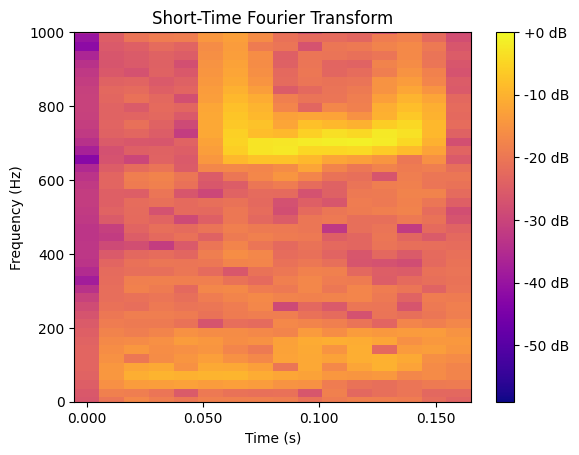 Short-Time Fourier Transform
1000
800
600
400
200
0
Frequency (Hz)
0.000
0.050
0.100
0.150
Time (s)
+0 dB
-10 dB
-20 dB
-30 dB
-40 dB
-50 dB